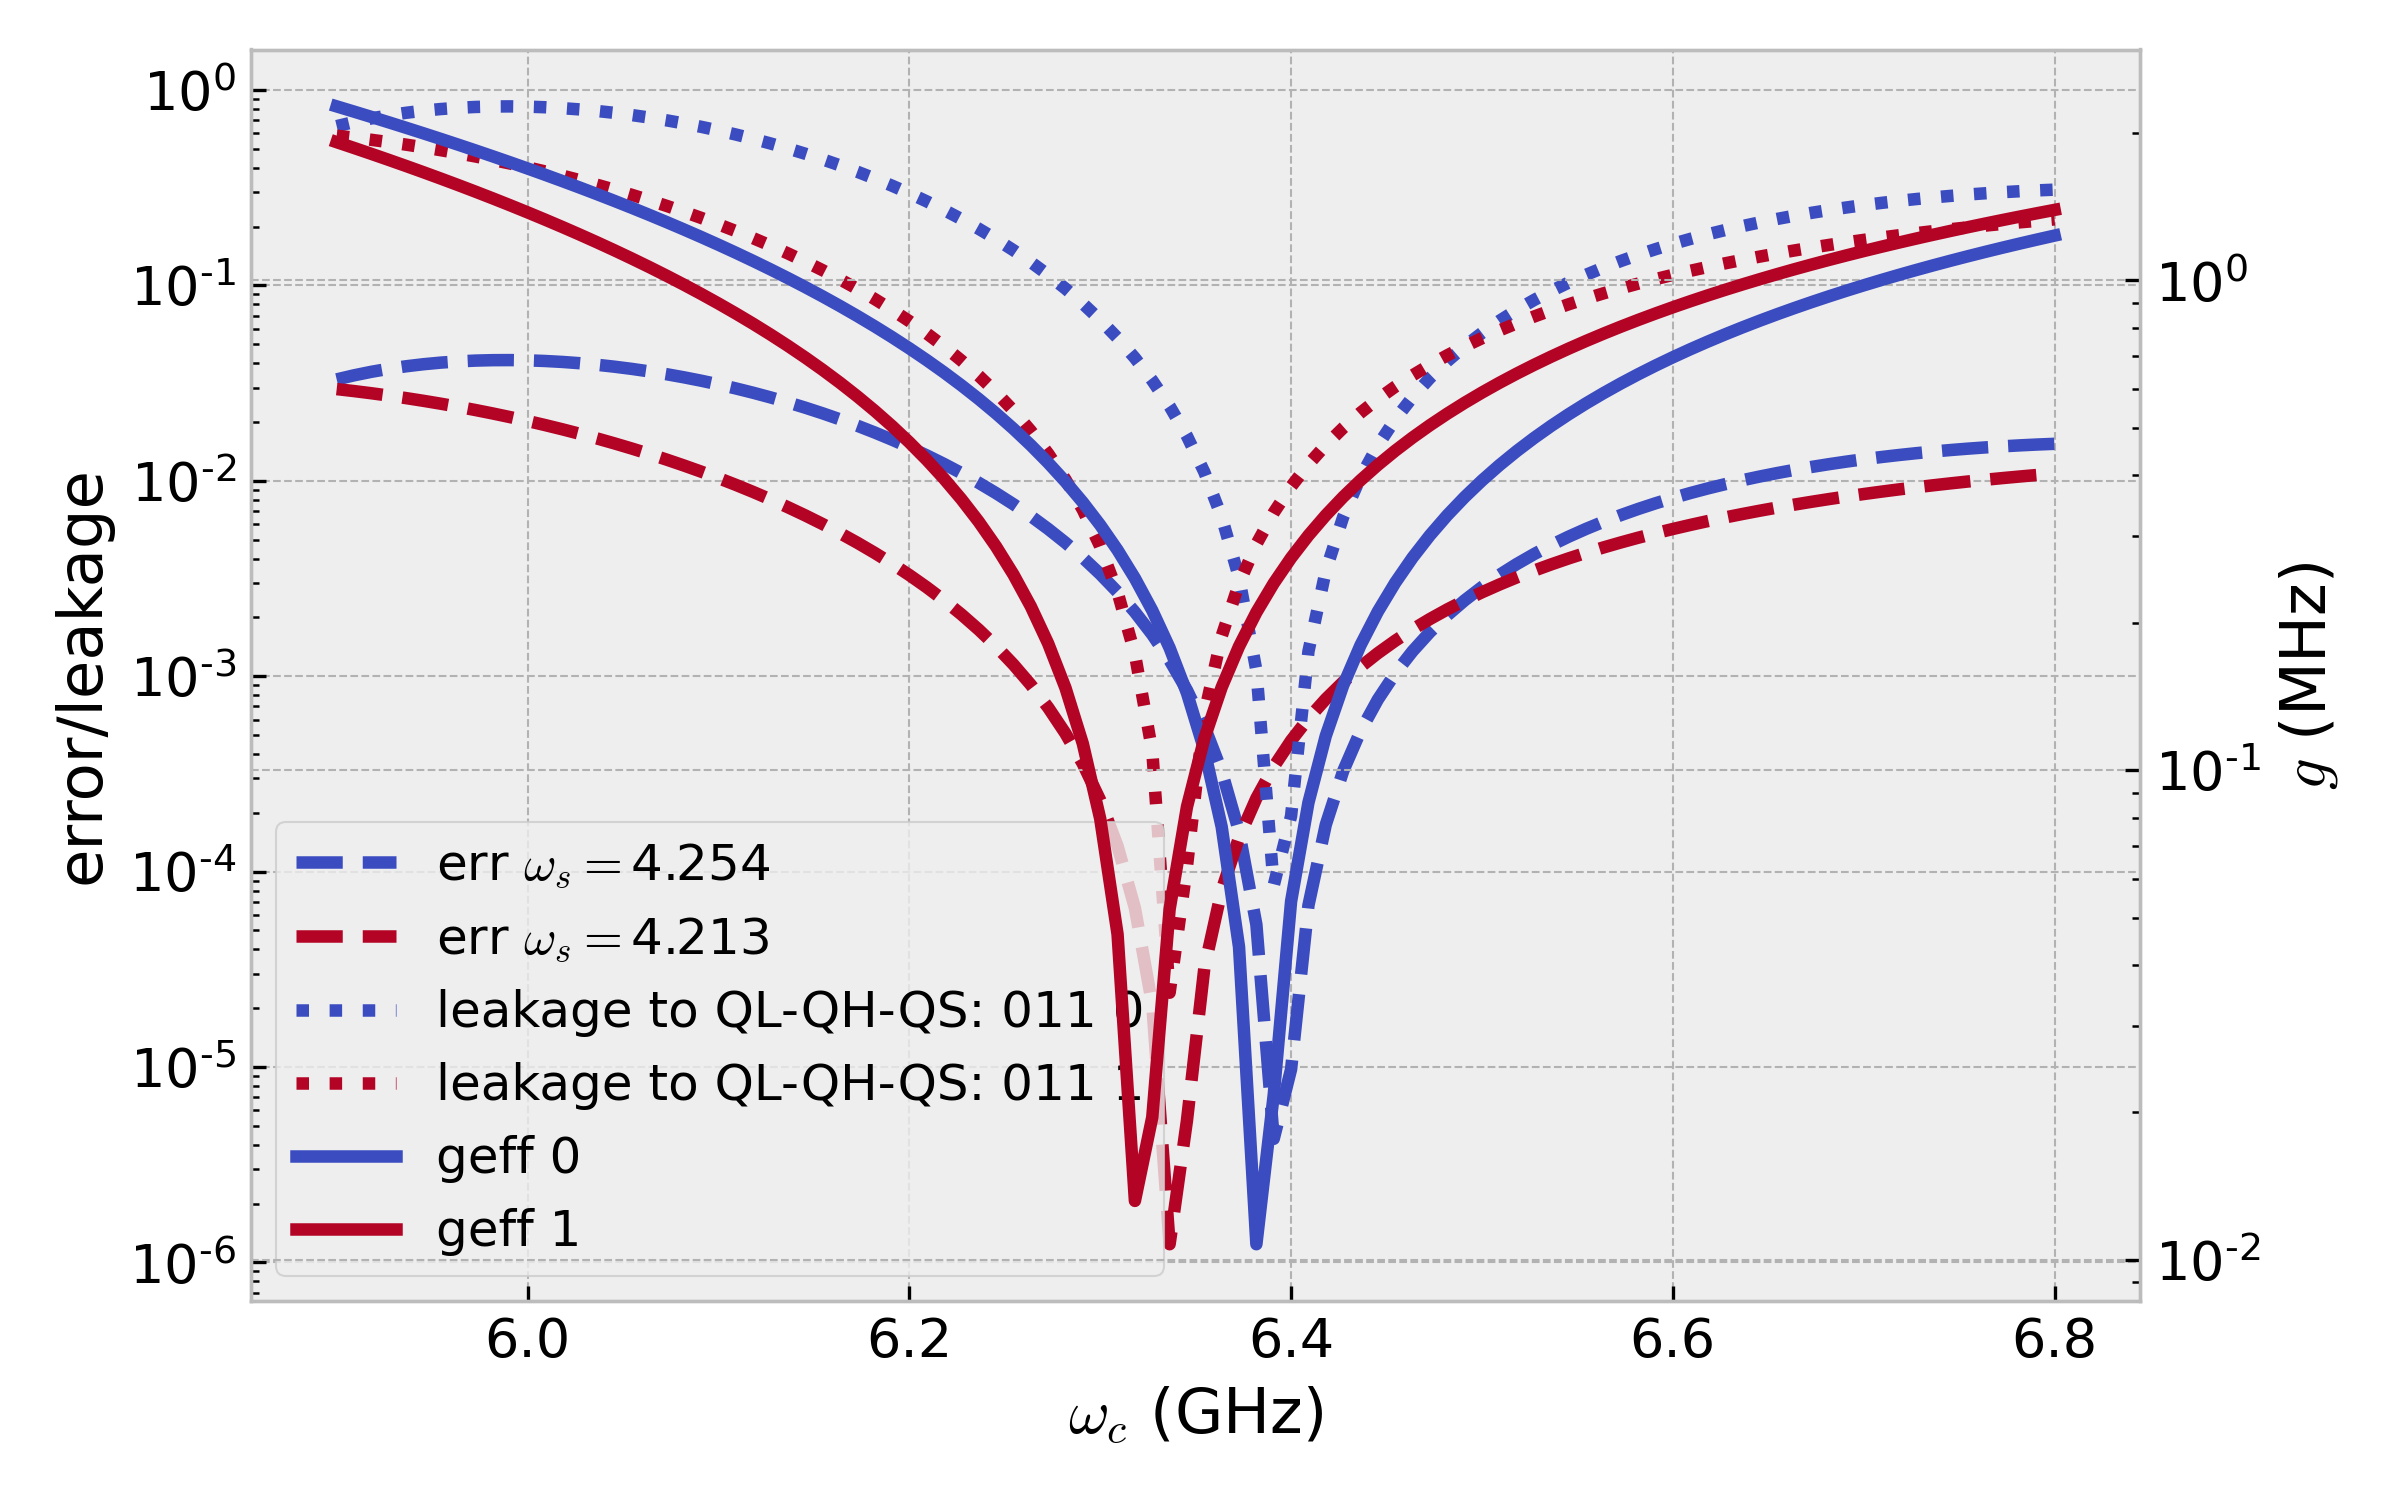 10^0
10^-1
10^-2
10^-3
10^-4
10^-5
10^-6
error/leakage
10^0
10^-1
10^-2
g (MHz)
err ω_s = 4.254
err ω_s = 4.213
leakage to QL-QH-QS: 011 0
leakage to QL-QH-QS: 011 1
geff 0
geff 1
6.0 6.2 6.4 6.6 6.8
ω_c (GHz)